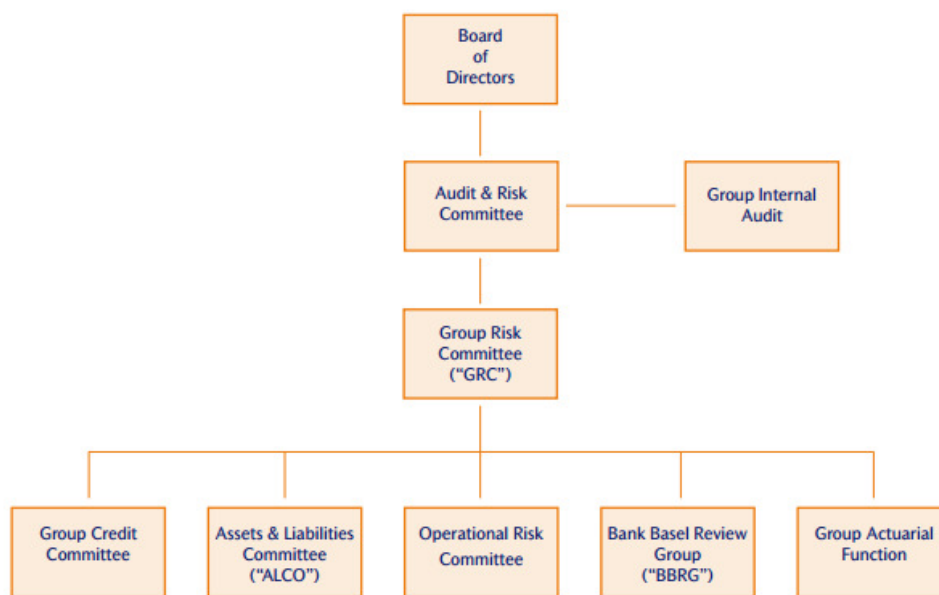 Board
of
Directors
Audit & Risk
Committee
Group Internal
Audit
Group Risk
Committee
(“GRC”)
Group Credit
Committee
Assets & Liabilities
Committee
(“ALCO”)
Operational Risk
Committee
Bank Basel Review
Group
(“BBRG”)
Group Actuarial
Function